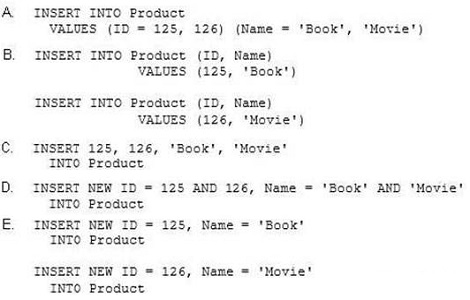 A. INSERT INTO Product
VALUES (ID = 125, 126) (Name = 'Book', 'Movie')
B. INSERT INTO Product (ID, Name)
VALUES (125, 'Book')
INSERT INTO Product (ID, Name)
VALUES (126, 'Movie')
C. INSERT 125, 126, 'Book', 'Movie'
INTO Product
D. INSERT NEW ID = 125 AND 126, Name = 'Book' AND 'Movie'
INTO Product
E. INSERT NEW ID = 125, Name = 'Book'
INTO Product
INSERT NEW ID = 126, Name = 'Movie'
INTO Product